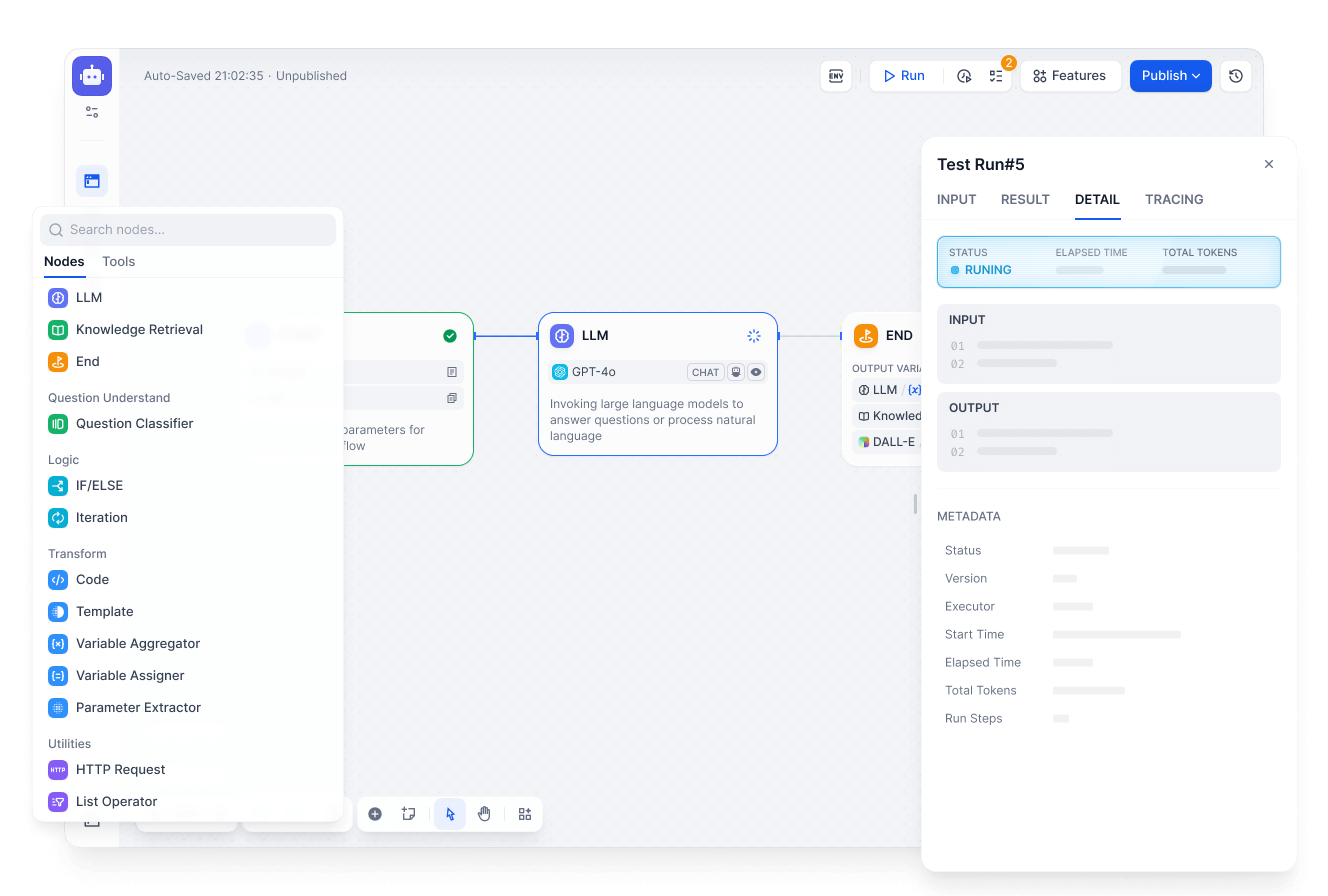 Auto-Saved 21:02:35 · Unpublished
ENV
Run
2
Features
Publish
Search nodes...
Nodes
Tools
LLM
Knowledge Retrieval
End
Question Understand
Question Classifier
Logic
IF/ELSE
Iteration
Transform
Code
Template
Variable Aggregator
Variable Assigner
Parameter Extractor
Utilities
HTTP
HTTP Request
List Operator
parameters for
flow
LLM
GPT-4o
CHAT
Invoking large language models to
answer questions or process natural
language
END
OUTPUT VARIA
LLM / {x}
Knowled
DALL-E
Test Run#5
INPUT
RESULT
DETAIL
TRACING
STATUS
ELAPSED TIME
TOTAL TOKENS
RUNING
INPUT
01
02
OUTPUT
01
02
METADATA
Status
Version
Executor
Start Time
Elapsed Time
Total Tokens
Run Steps